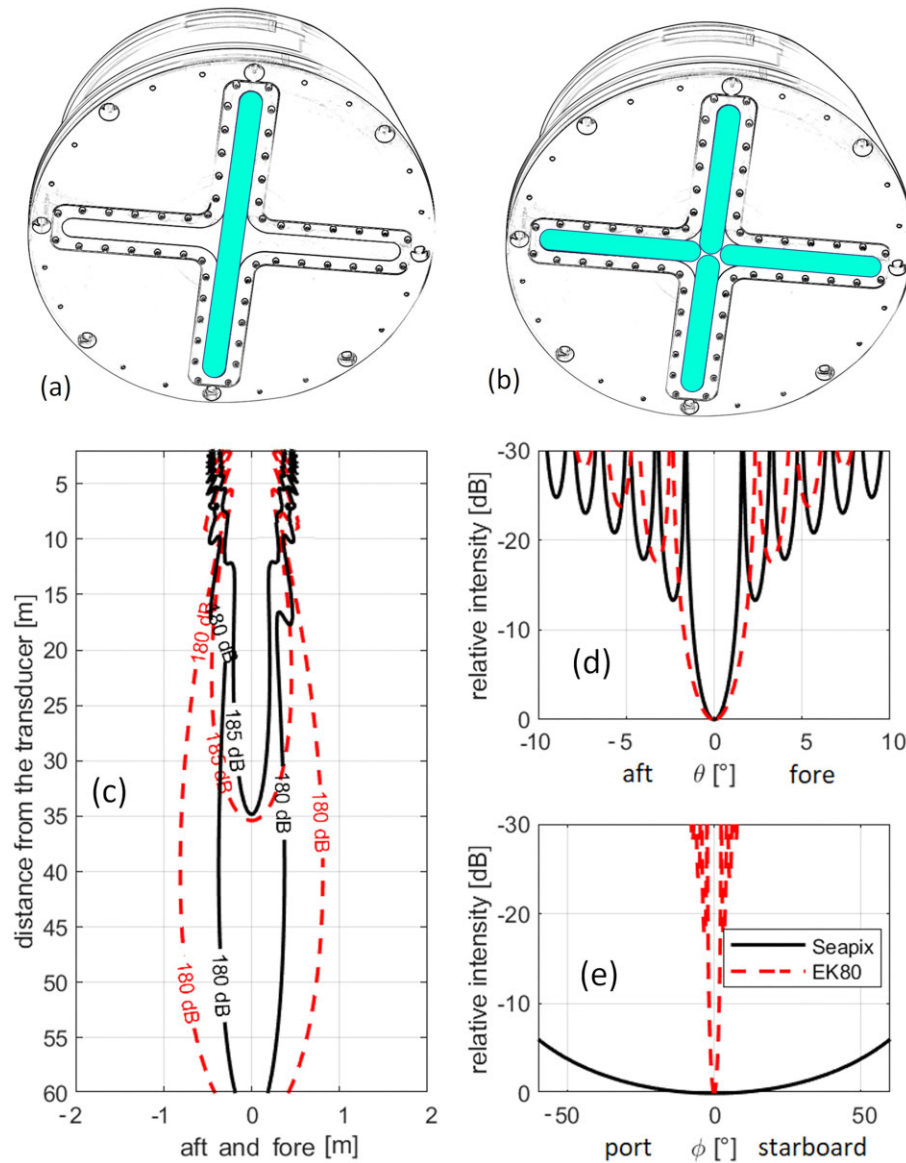 (a)
(b)
5
10
15
20
25
30
35
40
45
50
55
60
distance from the transducer [m]
180 dB
180 dB
185 dB
185 dB
180 dB
180 dB
180 dB
180 dB
(c)
-2
-1
0
1
2
aft and fore [m]
-30
-20
-10
0
relative intensity [dB]
(d)
-10
-5
0
5
10
aft θ [°] fore
-30
-20
-10
0
relative intensity [dB]
Seapix
EK80
(e)
-50
0
50
port ϕ [°] starboard